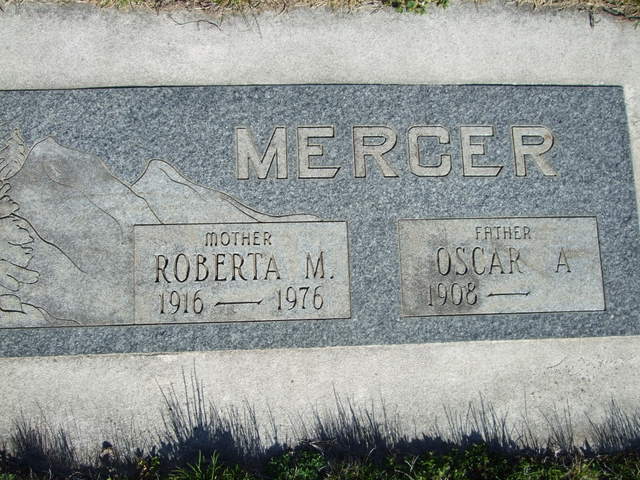 MERCER
MOTHER
ROBERTA M.
1916 — 1976
FATHER
OSCAR A
1908 —